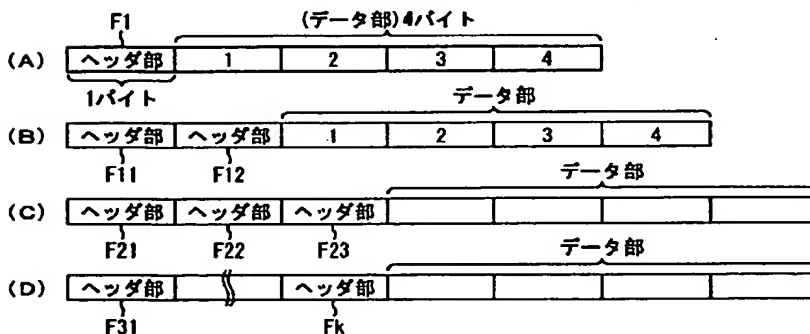 F1
(データ部)4バイト
(A) ヘッダ部 1 2 3 4
1バイト
データ部
(B) ヘッダ部 ヘッダ部 1 2 3 4
F11 F12
データ部
(C) ヘッダ部 ヘッダ部 ヘッダ部
F21 F22 F23
データ部
(D) ヘッダ部 ヘッダ部
F31 Fk